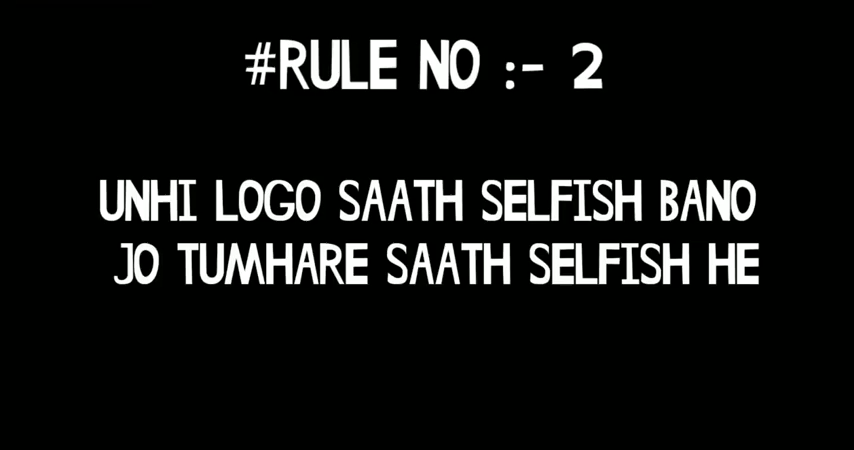 #RULE NO :- 2
UNHI LOGO SAATH SELFISH BANO
JO TUMHARE SAATH SELFISH HE